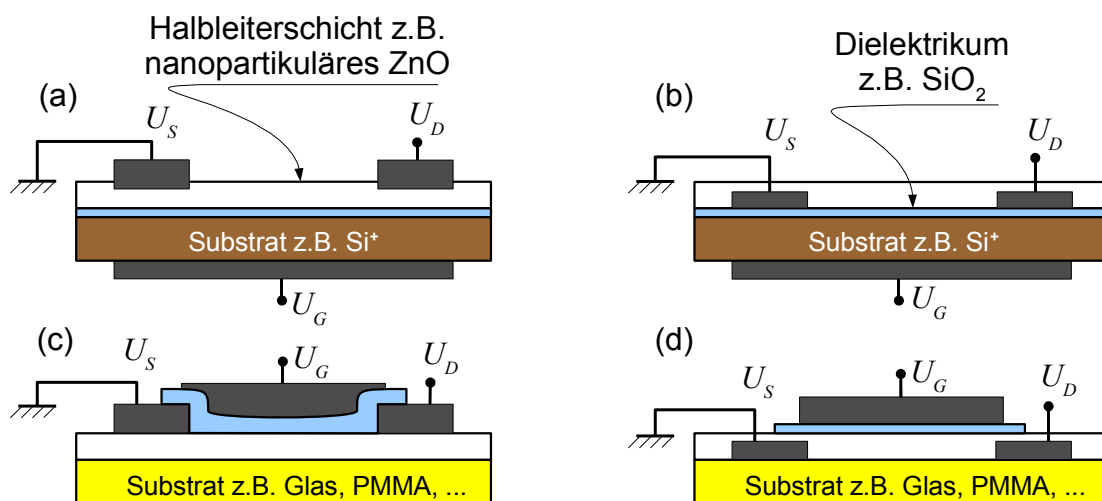 Halbleiterschicht z.B.
nanopartikuläres ZnO
(a)
U_S
U_D
Substrat z.B. Si⁺
U_G
Dielektrikum
z.B. SiO₂
(b)
U_S
U_D
Substrat z.B. Si⁺
U_G
(c)
U_S
U_G
U_D
Substrat z.B. Glas, PMMA, ...
(d)
U_S
U_G
U_D
Substrat z.B. Glas, PMMA, ...